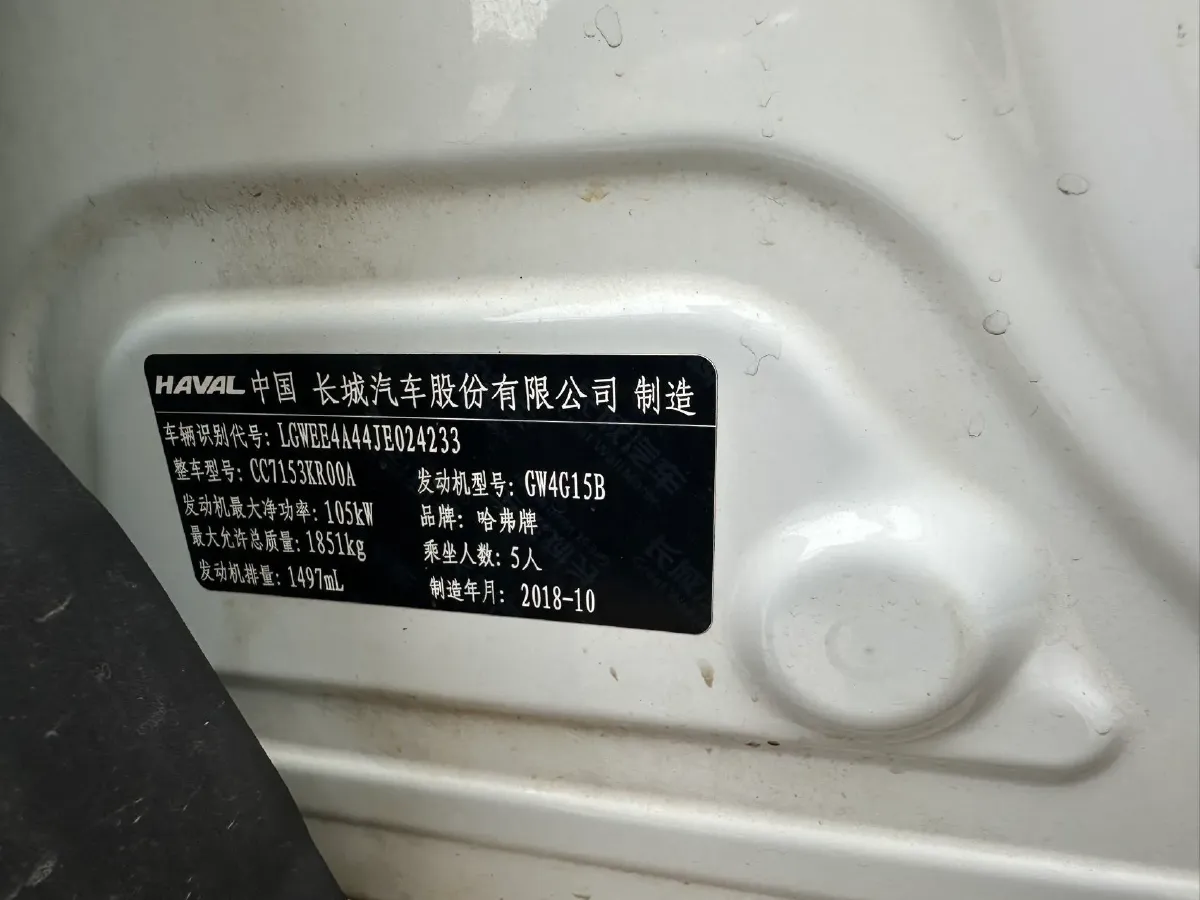 HAVAL 中国 长城汽车股份有限公司 制造
车辆识别代号: LGWEE4A44JE024233
整车型号: CC7153KR00A 发动机型号: GW4G15B
发动机最大净功率: 105kW 品牌: 哈弗牌
最大允许总质量: 1851kg 乘坐人数: 5人
发动机排量: 1497mL 制造年月: 2018-10